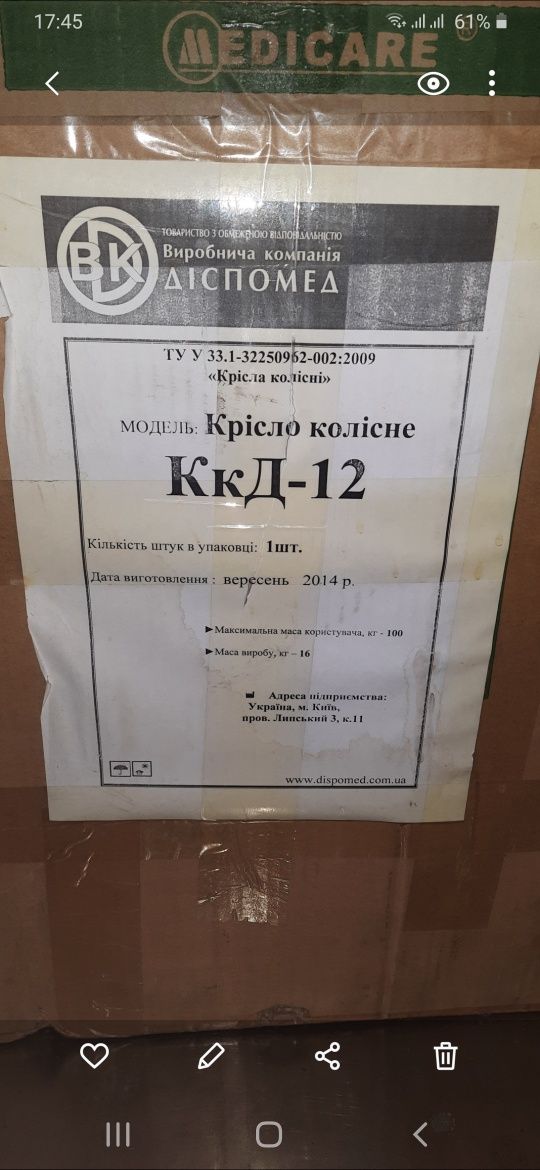 17:45
61%
MEDICARE
ВКД
ТОВАРИСТВО З ОБМЕЖЕНОЮ ВІДПОВІДАЛЬНІСТЮ
Виробнича компанія
ДІСПОМЕД
ТУ У 33.1-32250962-002:2009
«Крісла колісні»
МОДЕЛЬ: Крісло колісне
КкД-12
Кількість штук в упаковці: 1шт.
Дата виготовлення : вересень 2014 р.
►Максимальна маса користувача, кг - 100
►Маса виробу, кг – 16
Адреса підприємства:
Україна, м. Київ,
пров. Липський 3, к.11
www.dispomed.com.ua